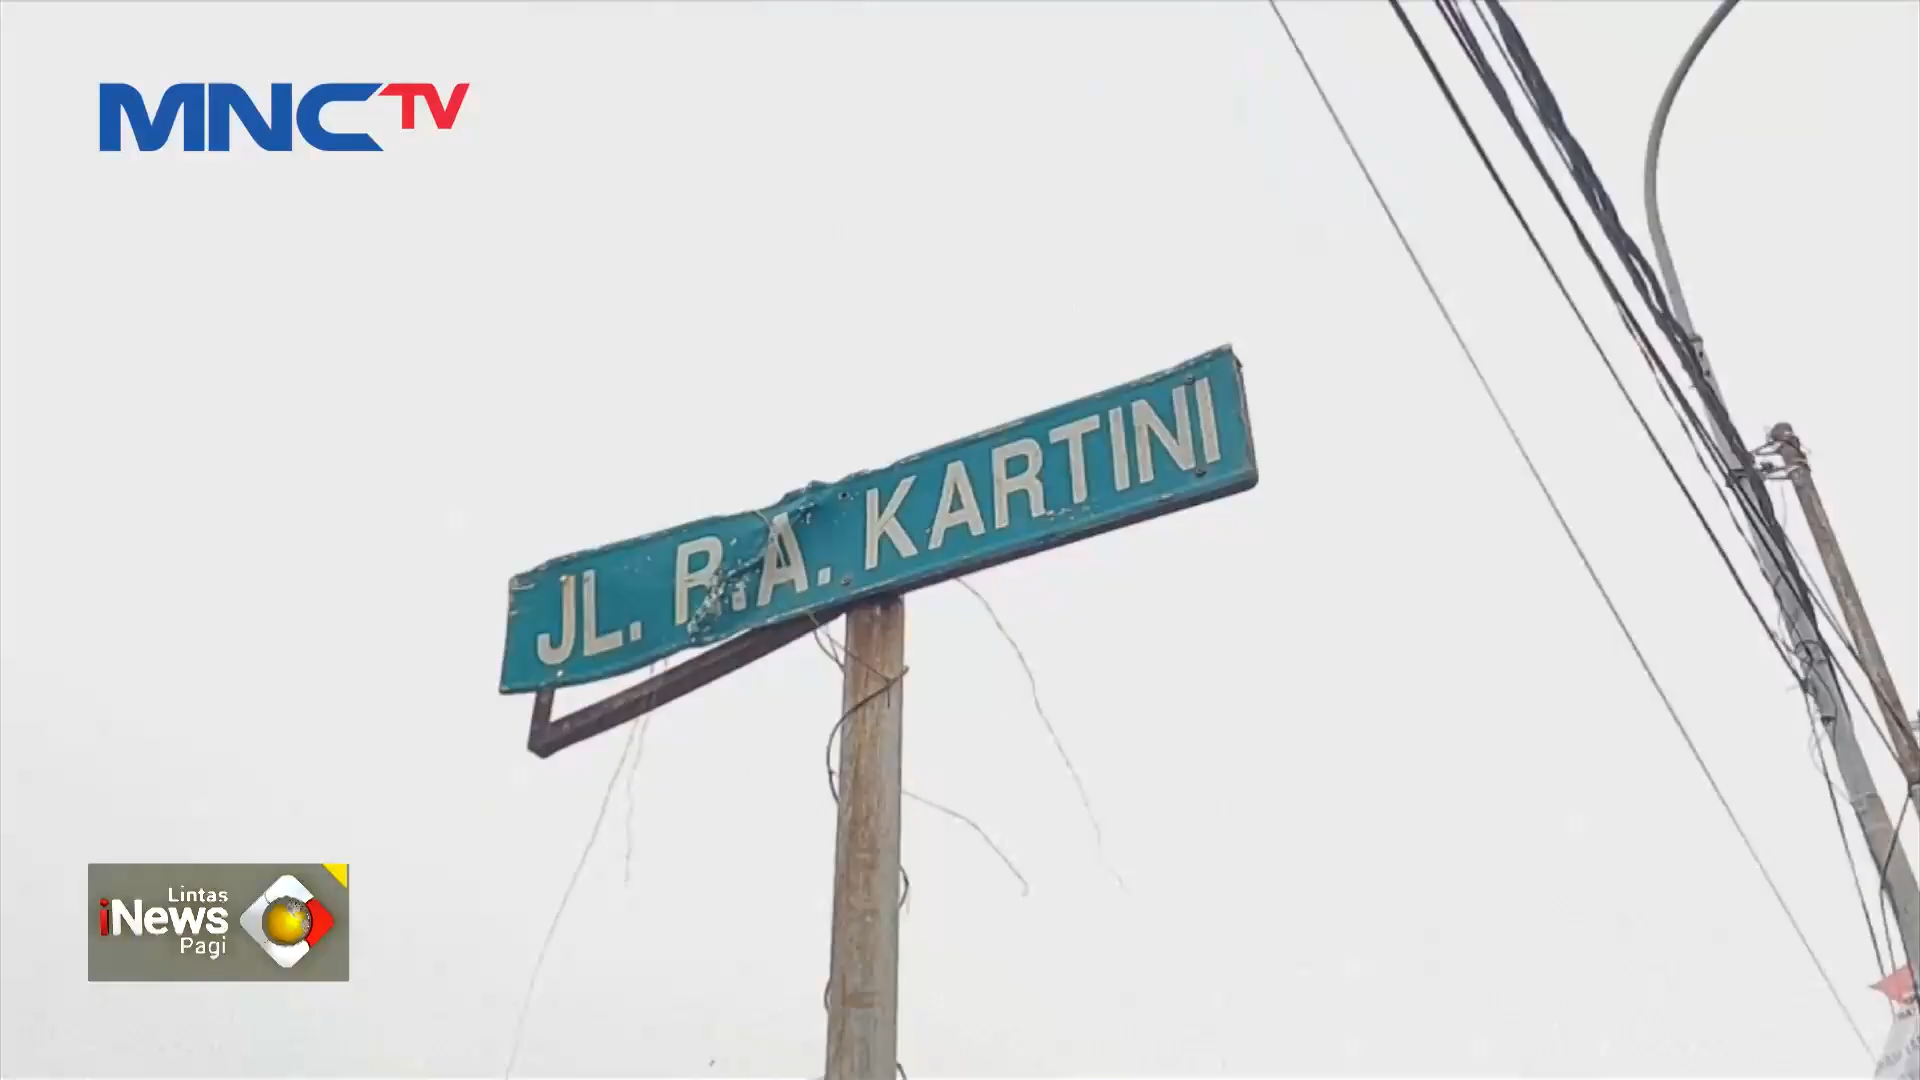 MNCTV
JL. R.A. KARTINI
Lintas
iNews
Pagi